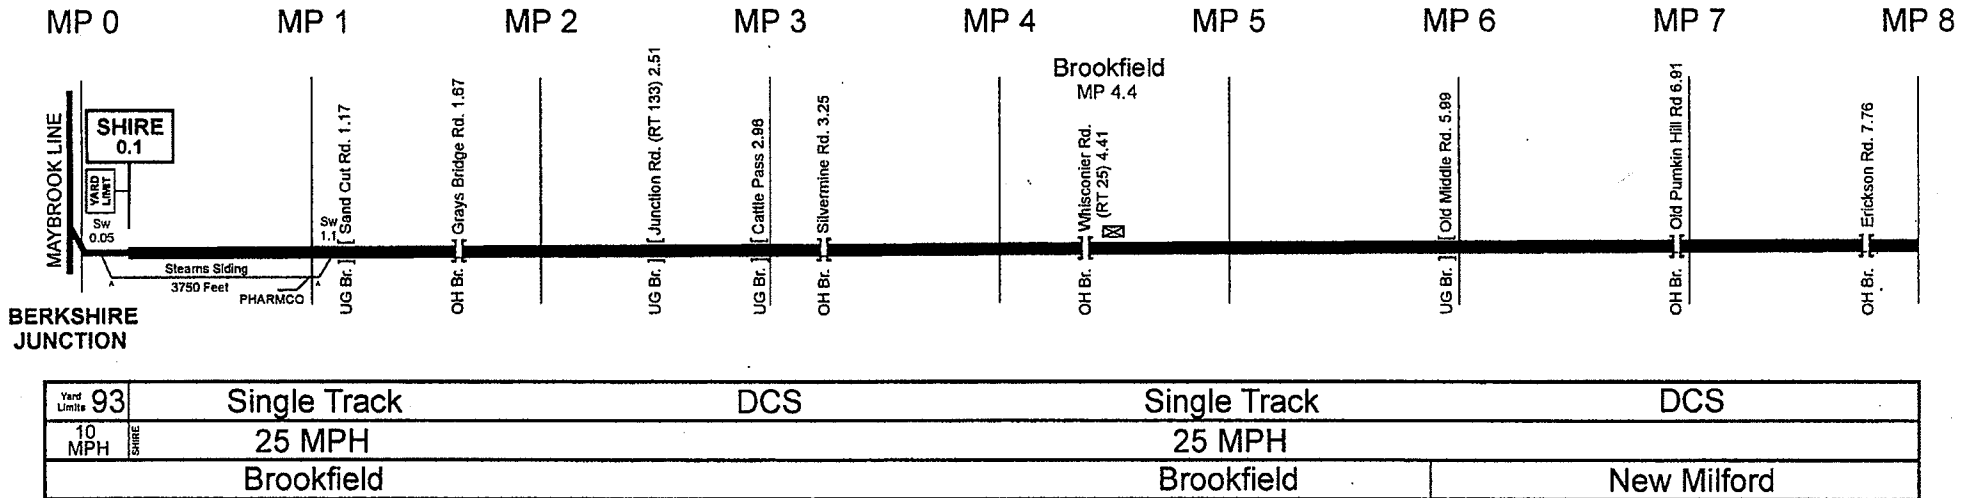 MP 0 MP 1 MP 2 MP 3 MP 4 MP 5 MP 6 MP 7 MP 8
Brookfield
MP 4.4
MAYBROOK LINE
SHIRE
0.1
YARD
LIMIT
Sw
0.05
Stearns Siding
3750 Feet
A
A
PHARMCO
Sw
1.1
Sand Cut Rd. 1.17
UG Br.
Grays Bridge Rd. 1.67
OH Br.
Junction Rd. (RT 133) 2.51
UG Br.
Cattle Pass 2.98
UG Br.
Silvermine Rd. 3.25
OH Br.
Whisconier Rd.
(RT 25) 4.41
OH Br.
Old Middle Rd. 5.99
UG Br.
Old Pumkin Hill Rd 6.91
OH Br.
Erickson Rd. 7.76
OH Br.
BERKSHIRE
JUNCTION
Yard
Limits 93 Single Track DCS Single Track DCS
10
MPH SHIRE 25 MPH 25 MPH
Brookfield Brookfield New Milford